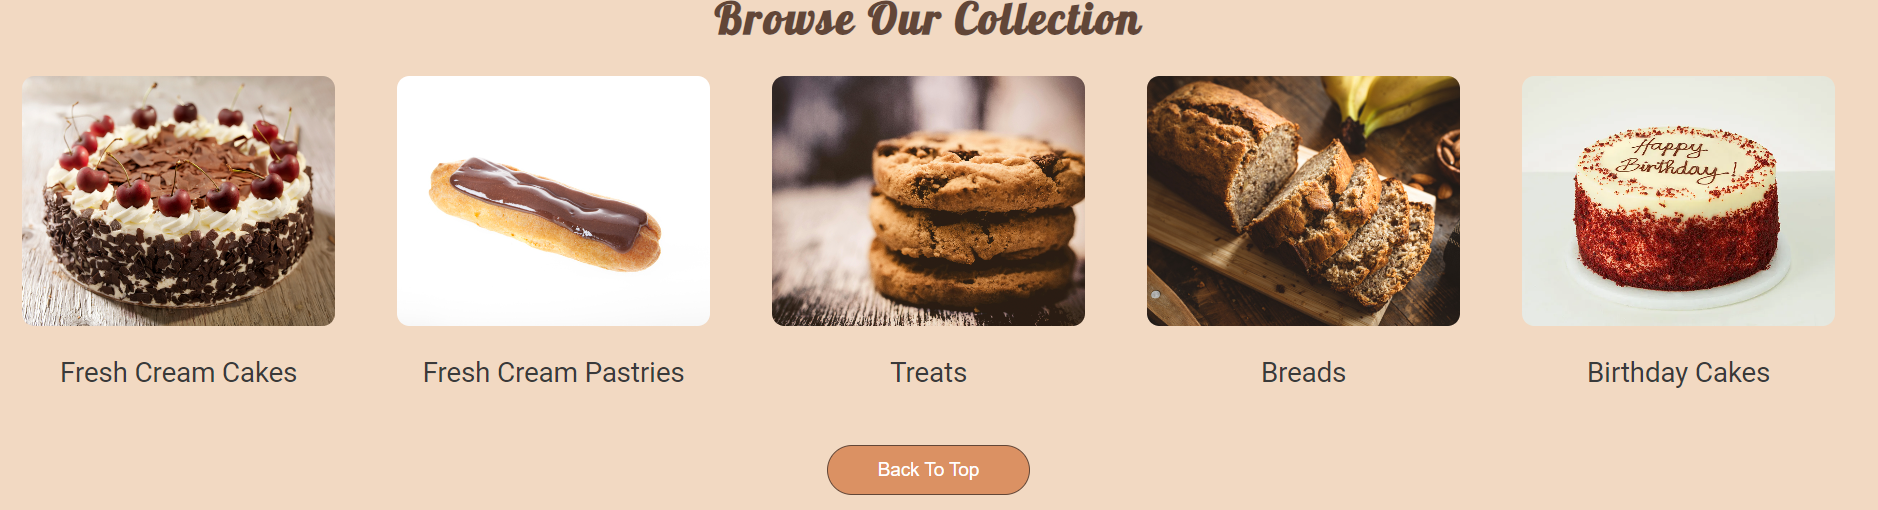 Browse Our Collection
Happy
Birthday!
Fresh Cream Cakes
Fresh Cream Pastries
Treats
Breads
Birthday Cakes
Back To Top